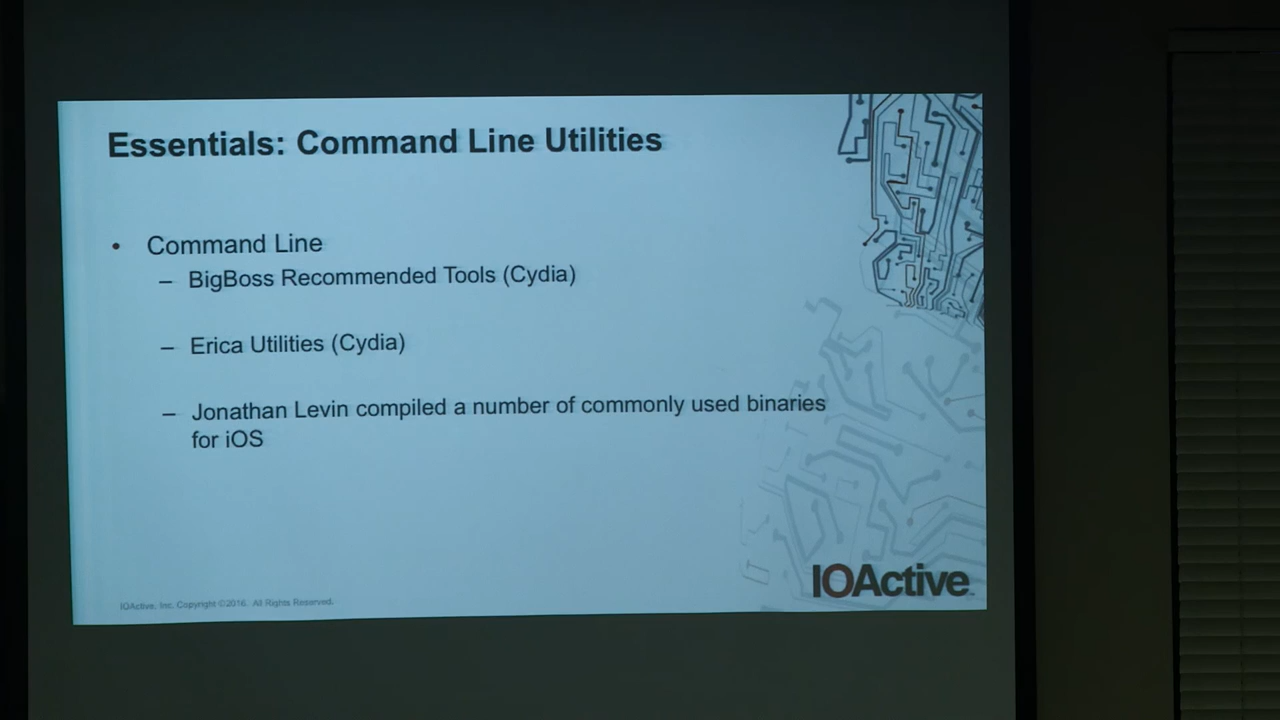 Essentials: Command Line Utilities
• Command Line
– BigBoss Recommended Tools (Cydia)
– Erica Utilities (Cydia)
– Jonathan Levin compiled a number of commonly used binaries
for iOS
IOActive, Inc. Copyright ©2016. All Rights Reserved.
IOActive